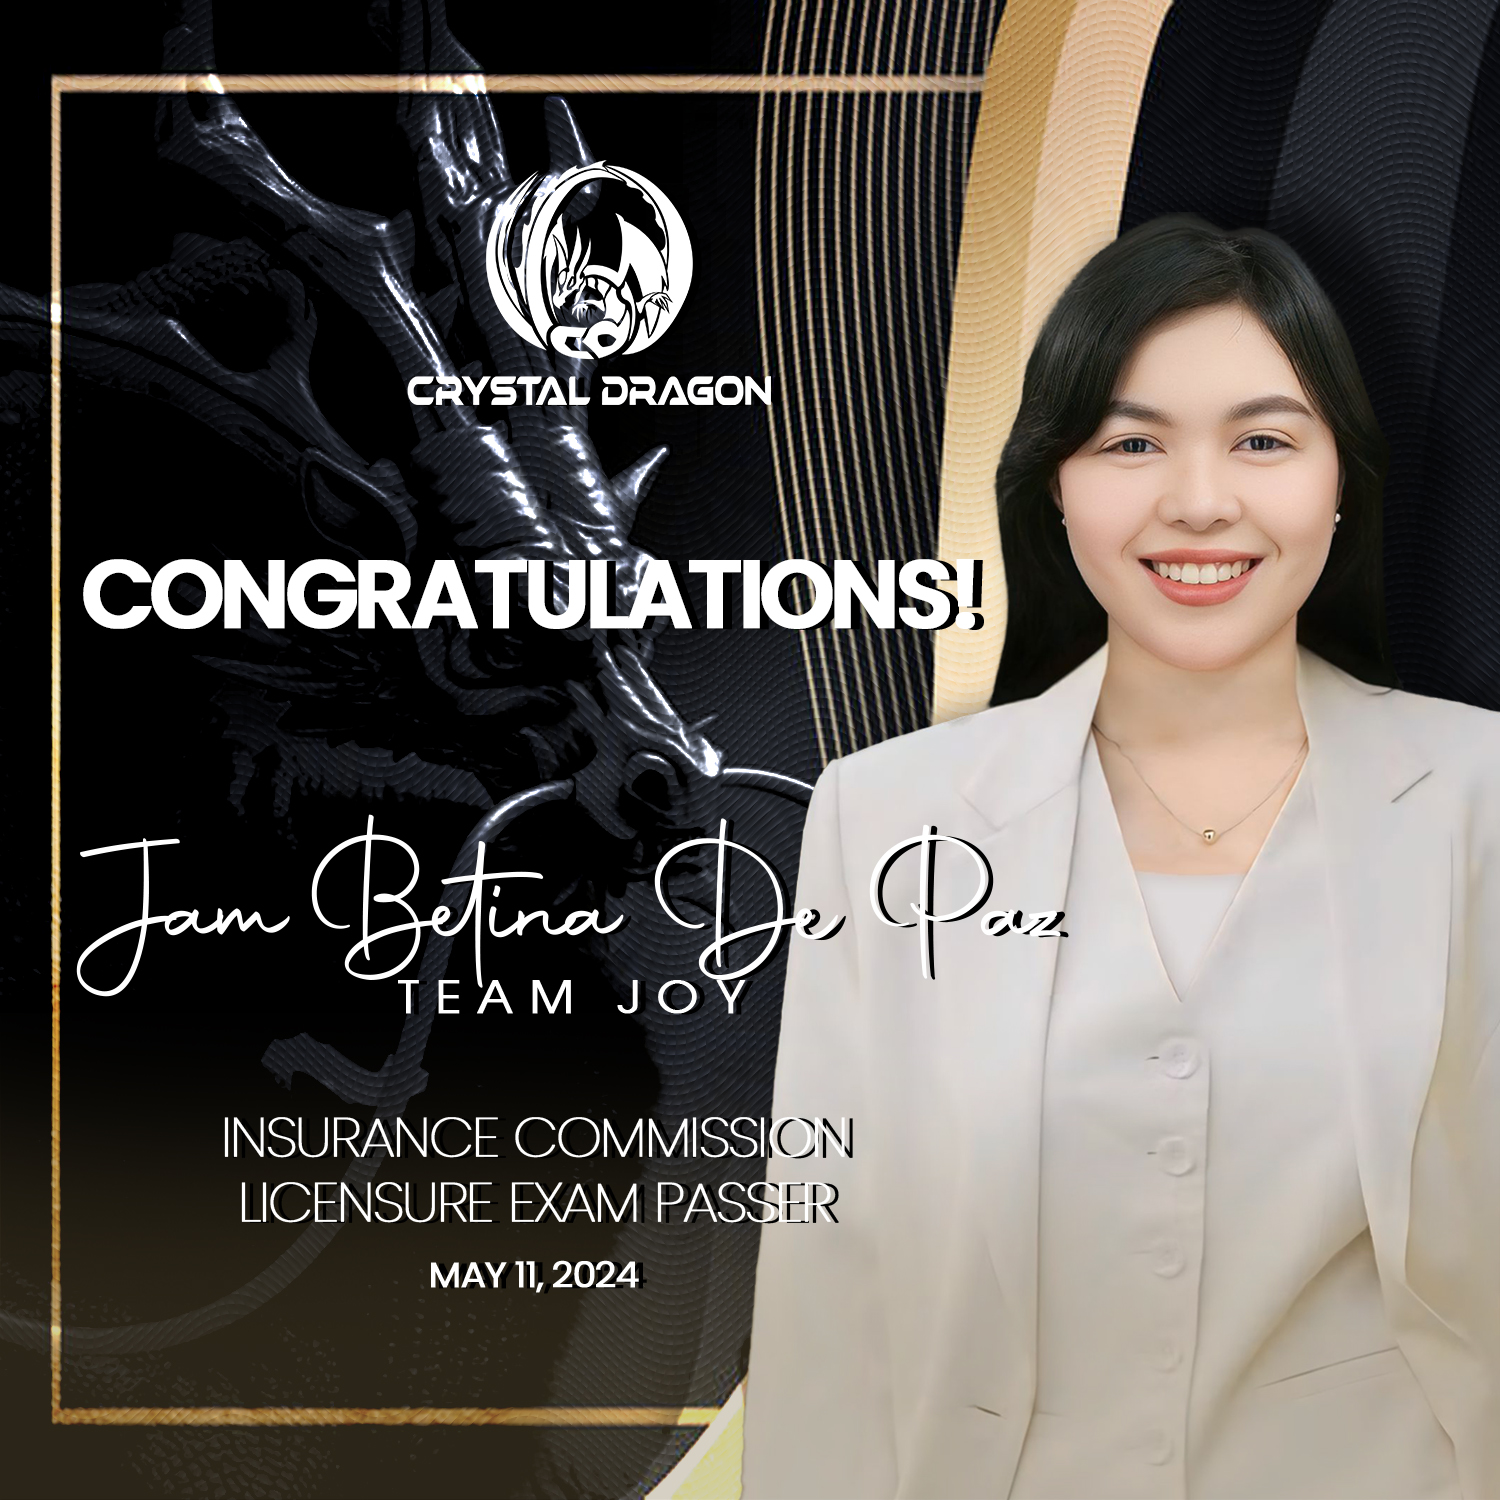 CRYSTAL DRAGON
CONGRATULATIONS!
Jam Betina De Paz
TEAM JOY
INSURANCE COMMISSION
LICENSURE EXAM PASSER
MAY 11, 2024